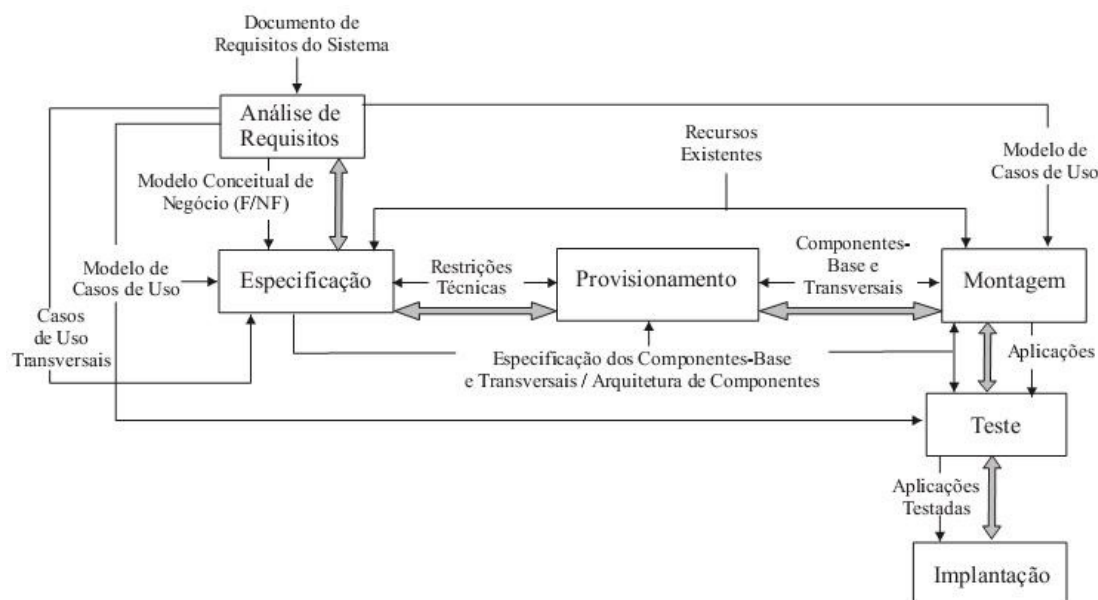 Documento de
Requisitos do Sistema
Análise de
Requisitos
Recursos
Existentes
Modelo de
Casos de Uso
Modelo Conceitual de
Negócio (F/NF)
Modelo de
Casos de Uso
Especificação
Restrições
Técnicas
Provisionamento
Componentes-
Base e
Transversais
Montagem
Casos
de Uso
Transversais
Especificação dos Componentes-Base
e Transversais / Arquitetura de Componentes
Aplicações
Teste
Aplicações
Testadas
Implantação